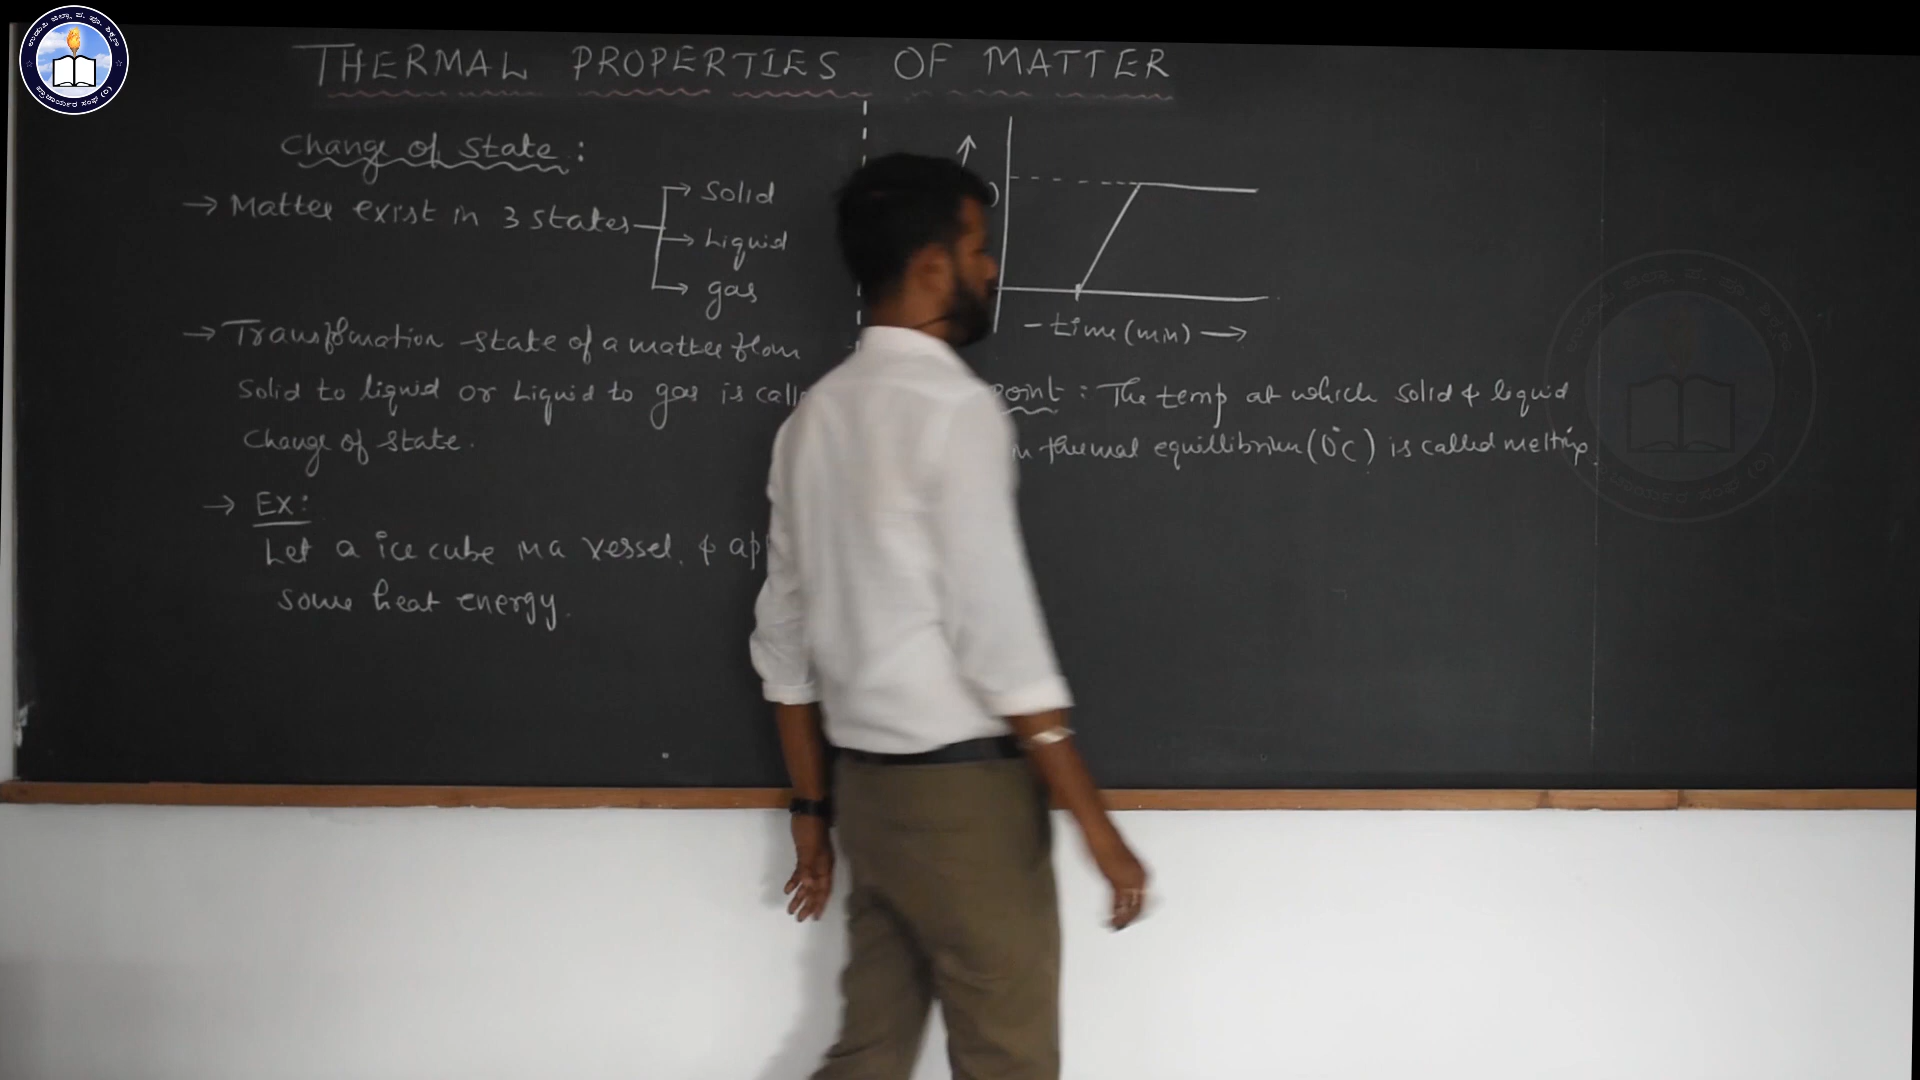 THERMAL PROPERTIES OF MATTER
Change of state :
→ Matter exist in 3 states
→ Solid
→ Liquid
→ gas
→ Transformation state of a matter from
Solid to liquid or Liquid to gas is call
Change of state.
→ Ex:
Let a ice cube in a vessel. & ap
some heat energy.
)
- time (min) →
point : The temp at which solid & liquid
in thermal equillibrium (0°C) is called melting.